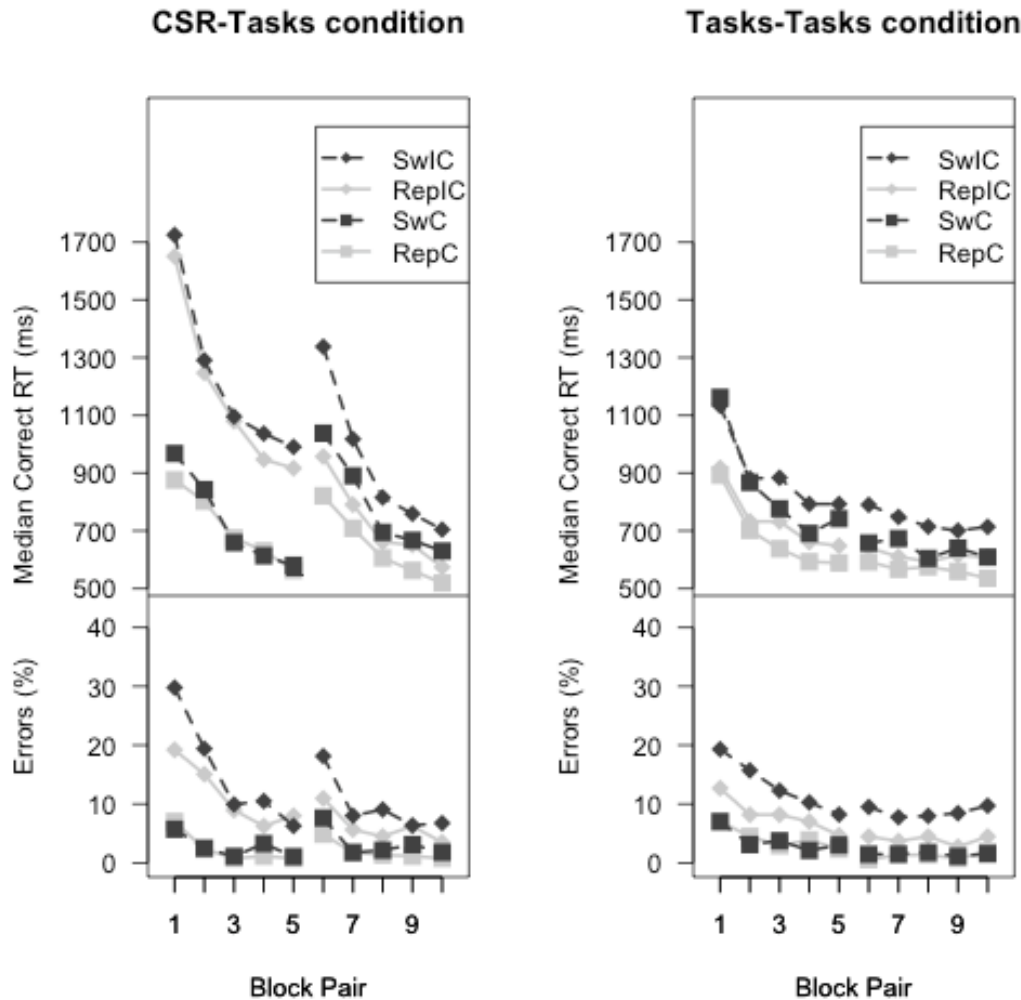 CSR-Tasks condition
SwIC
RepIC
SwC
RepC
Median Correct RT (ms)
1700
1500
1300
1100
900
700
500
Errors (%)
40
30
20
10
0
1 3 5 7 9
Block Pair
Tasks-Tasks condition
SwIC
RepIC
SwC
RepC
Median Correct RT (ms)
1700
1500
1300
1100
900
700
500
Errors (%)
40
30
20
10
0
1 3 5 7 9
Block Pair